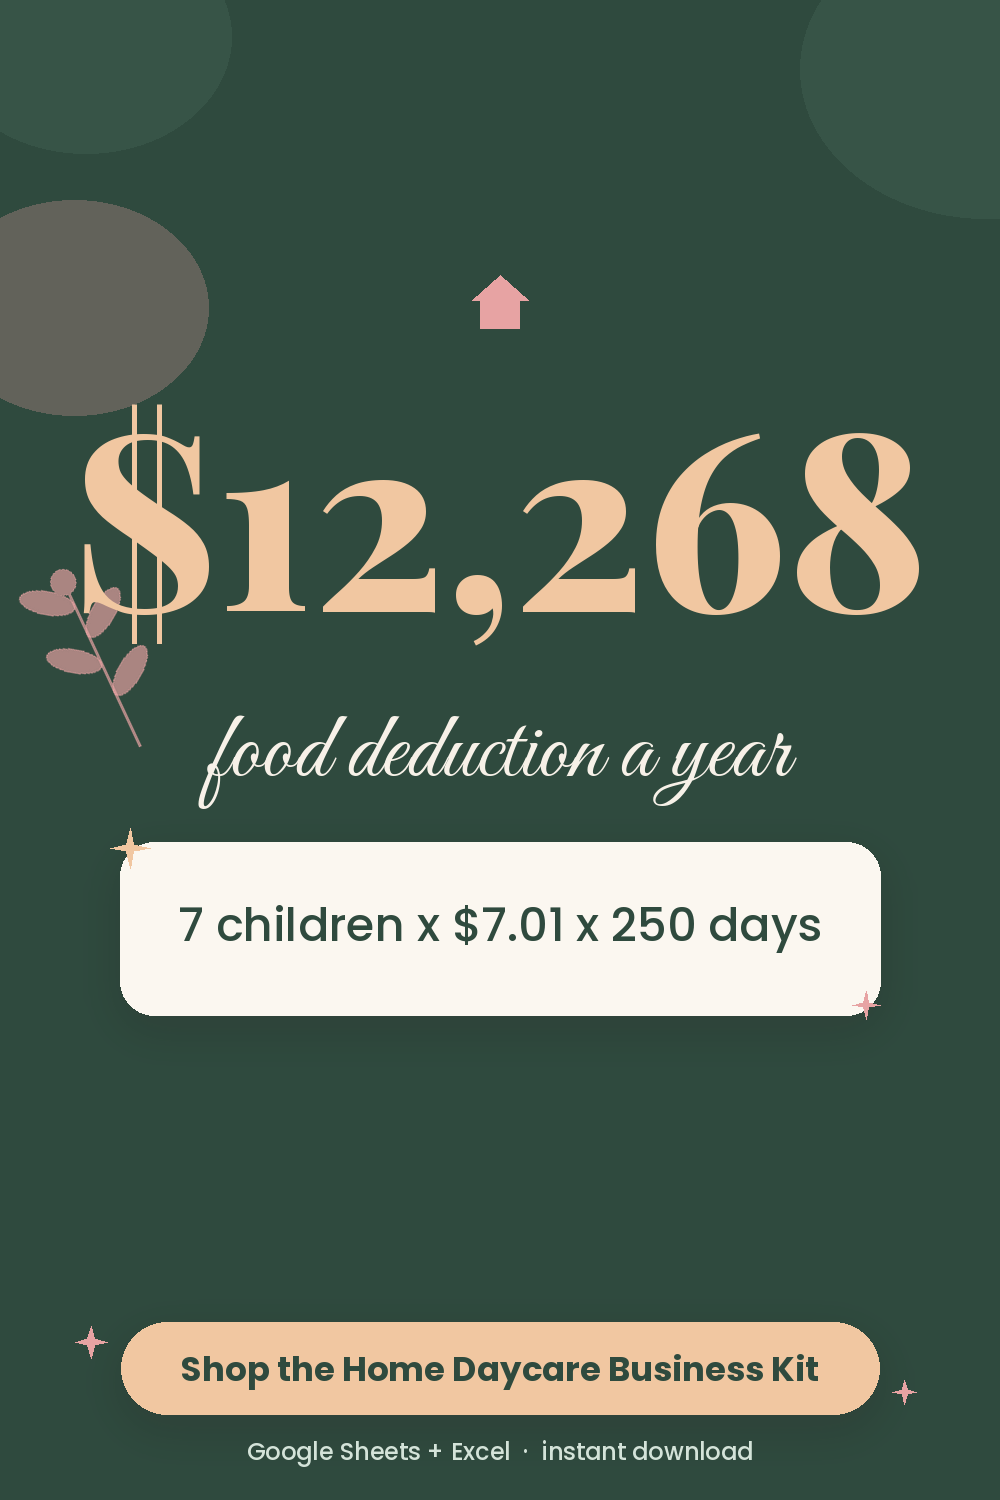 $12,268
food deduction a year
7 children x $7.01 x 250 days
Shop the Home Daycare Business Kit
Google Sheets + Excel · instant download